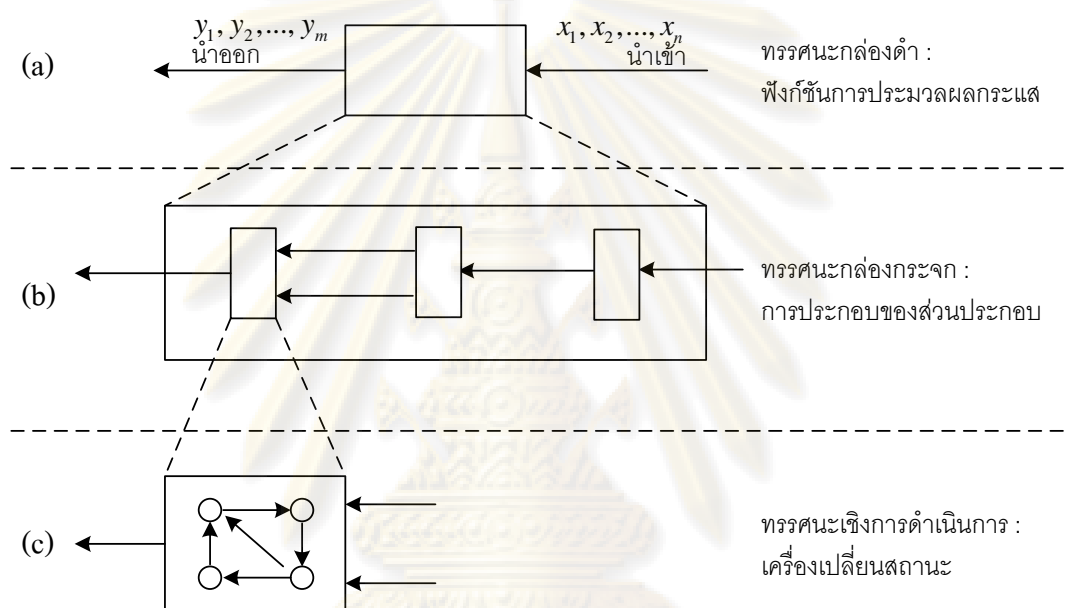 y₁, y₂,..., yₘ
นำออก
x₁, x₂,..., xₙ
นำเข้า
(a)
ทรรศนะกล่องดำ :
ฟังก์ชันการประมวลผลกระแส
(b)
ทรรศนะกล่องกระจก :
การประกอบของส่วนประกอบ
(c)
ทรรศนะเชิงการดำเนินการ :
เครื่องเปลี่ยนสถานะ